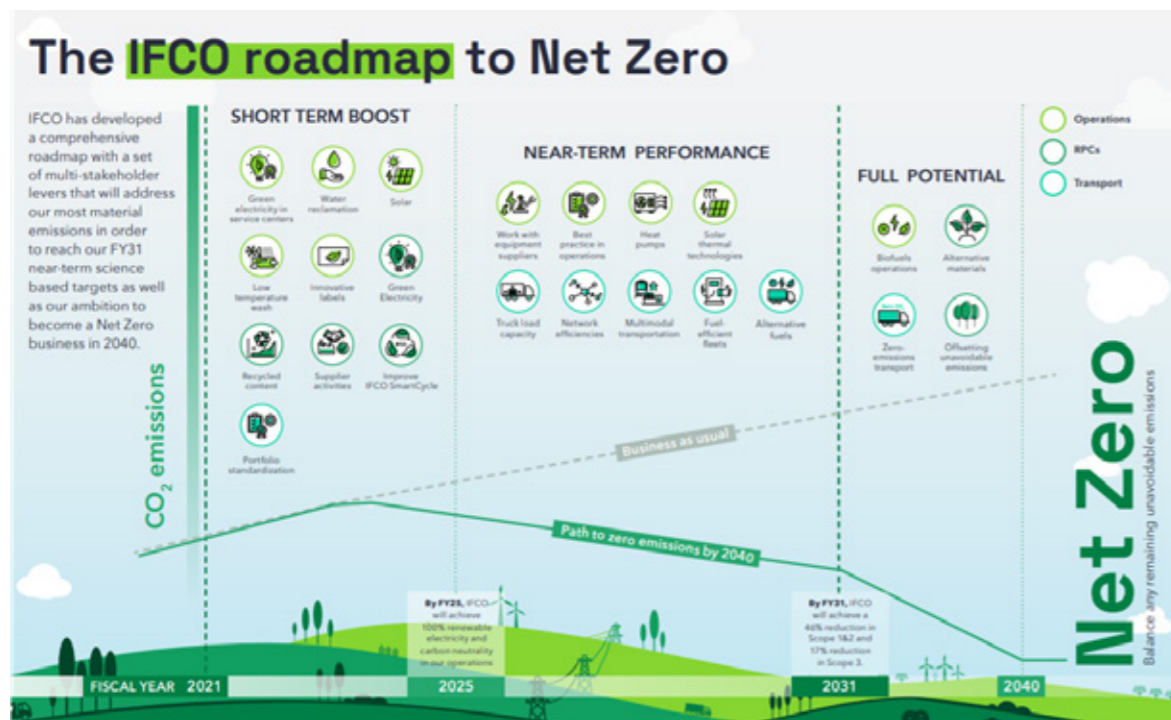 The IFCO roadmap to Net Zero
IFCO has developed
a comprehensive
roadmap with a set
of multi-stakeholder
levers that will address
our most material
emissions in order
to reach our FY31
near-term science
based targets as well
as our ambition to
become a Net Zero
business in 2040.
CO₂ emissions
SHORT TERM BOOST
Green
electricity in
service centers
Water
reclamation
Solar
Low
temperature
wash
Innovative
labels
Green
Electricity
Recycled
content
Supplier
activities
Improve
IFCO SmartCycle
Portfolio
standardization
NEAR-TERM PERFORMANCE
Work with
equipment
suppliers
Best
practice in
operations
Heat
pumps
Solar
thermal
technologies
Truck load
capacity
Network
efficiencies
Multimodal
transportation
Fuel-
efficient
fleets
Alternative
fuels
FULL POTENTIAL
Biofuels
operations
Alternative
materials
Zero-
emissions
transport
Offsetting
unavoidable
emissions
Operations
RPCs
Transport
Business as usual
Path to zero emissions by 2040
By FY25, IFCO
will achieve
100% renewable
electricity and
carbon neutrality
in our operations
By FY31, IFCO
will achieve a
46% reduction in
Scope 1&2 and
17% reduction
in Scope 3.
Net Zero
Balance any remaining unavoidable emissions
FISCAL YEAR 2021
2025
2031
2040